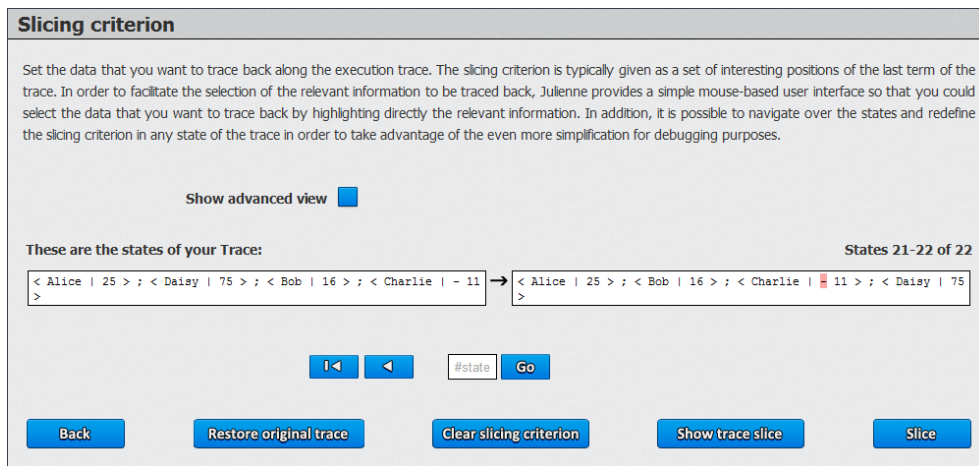 Slicing criterion
Set the data that you want to trace back along the execution trace. The slicing criterion is typically given as a set of interesting positions of the last term of the
trace. In order to facilitate the selection of the relevant information to be traced back, Julienne provides a simple mouse-based user interface so that you could
select the data that you want to trace back by highlighting directly the relevant information. In addition, it is possible to navigate over the states and redefine
the slicing criterion in any state of the trace in order to take advantage of the even more simplification for debugging purposes.
Show advanced view
These are the states of your Trace: States 21-22 of 22
< Alice | 25 > ; < Daisy | 75 > ; < Bob | 16 > ; < Charlie | - 11 → < Alice | 25 > ; < Bob | 16 > ; < Charlie | - 11 > ; < Daisy | 75
> >
#state Go
Back Restore original trace Clear slicing criterion Show trace slice Slice